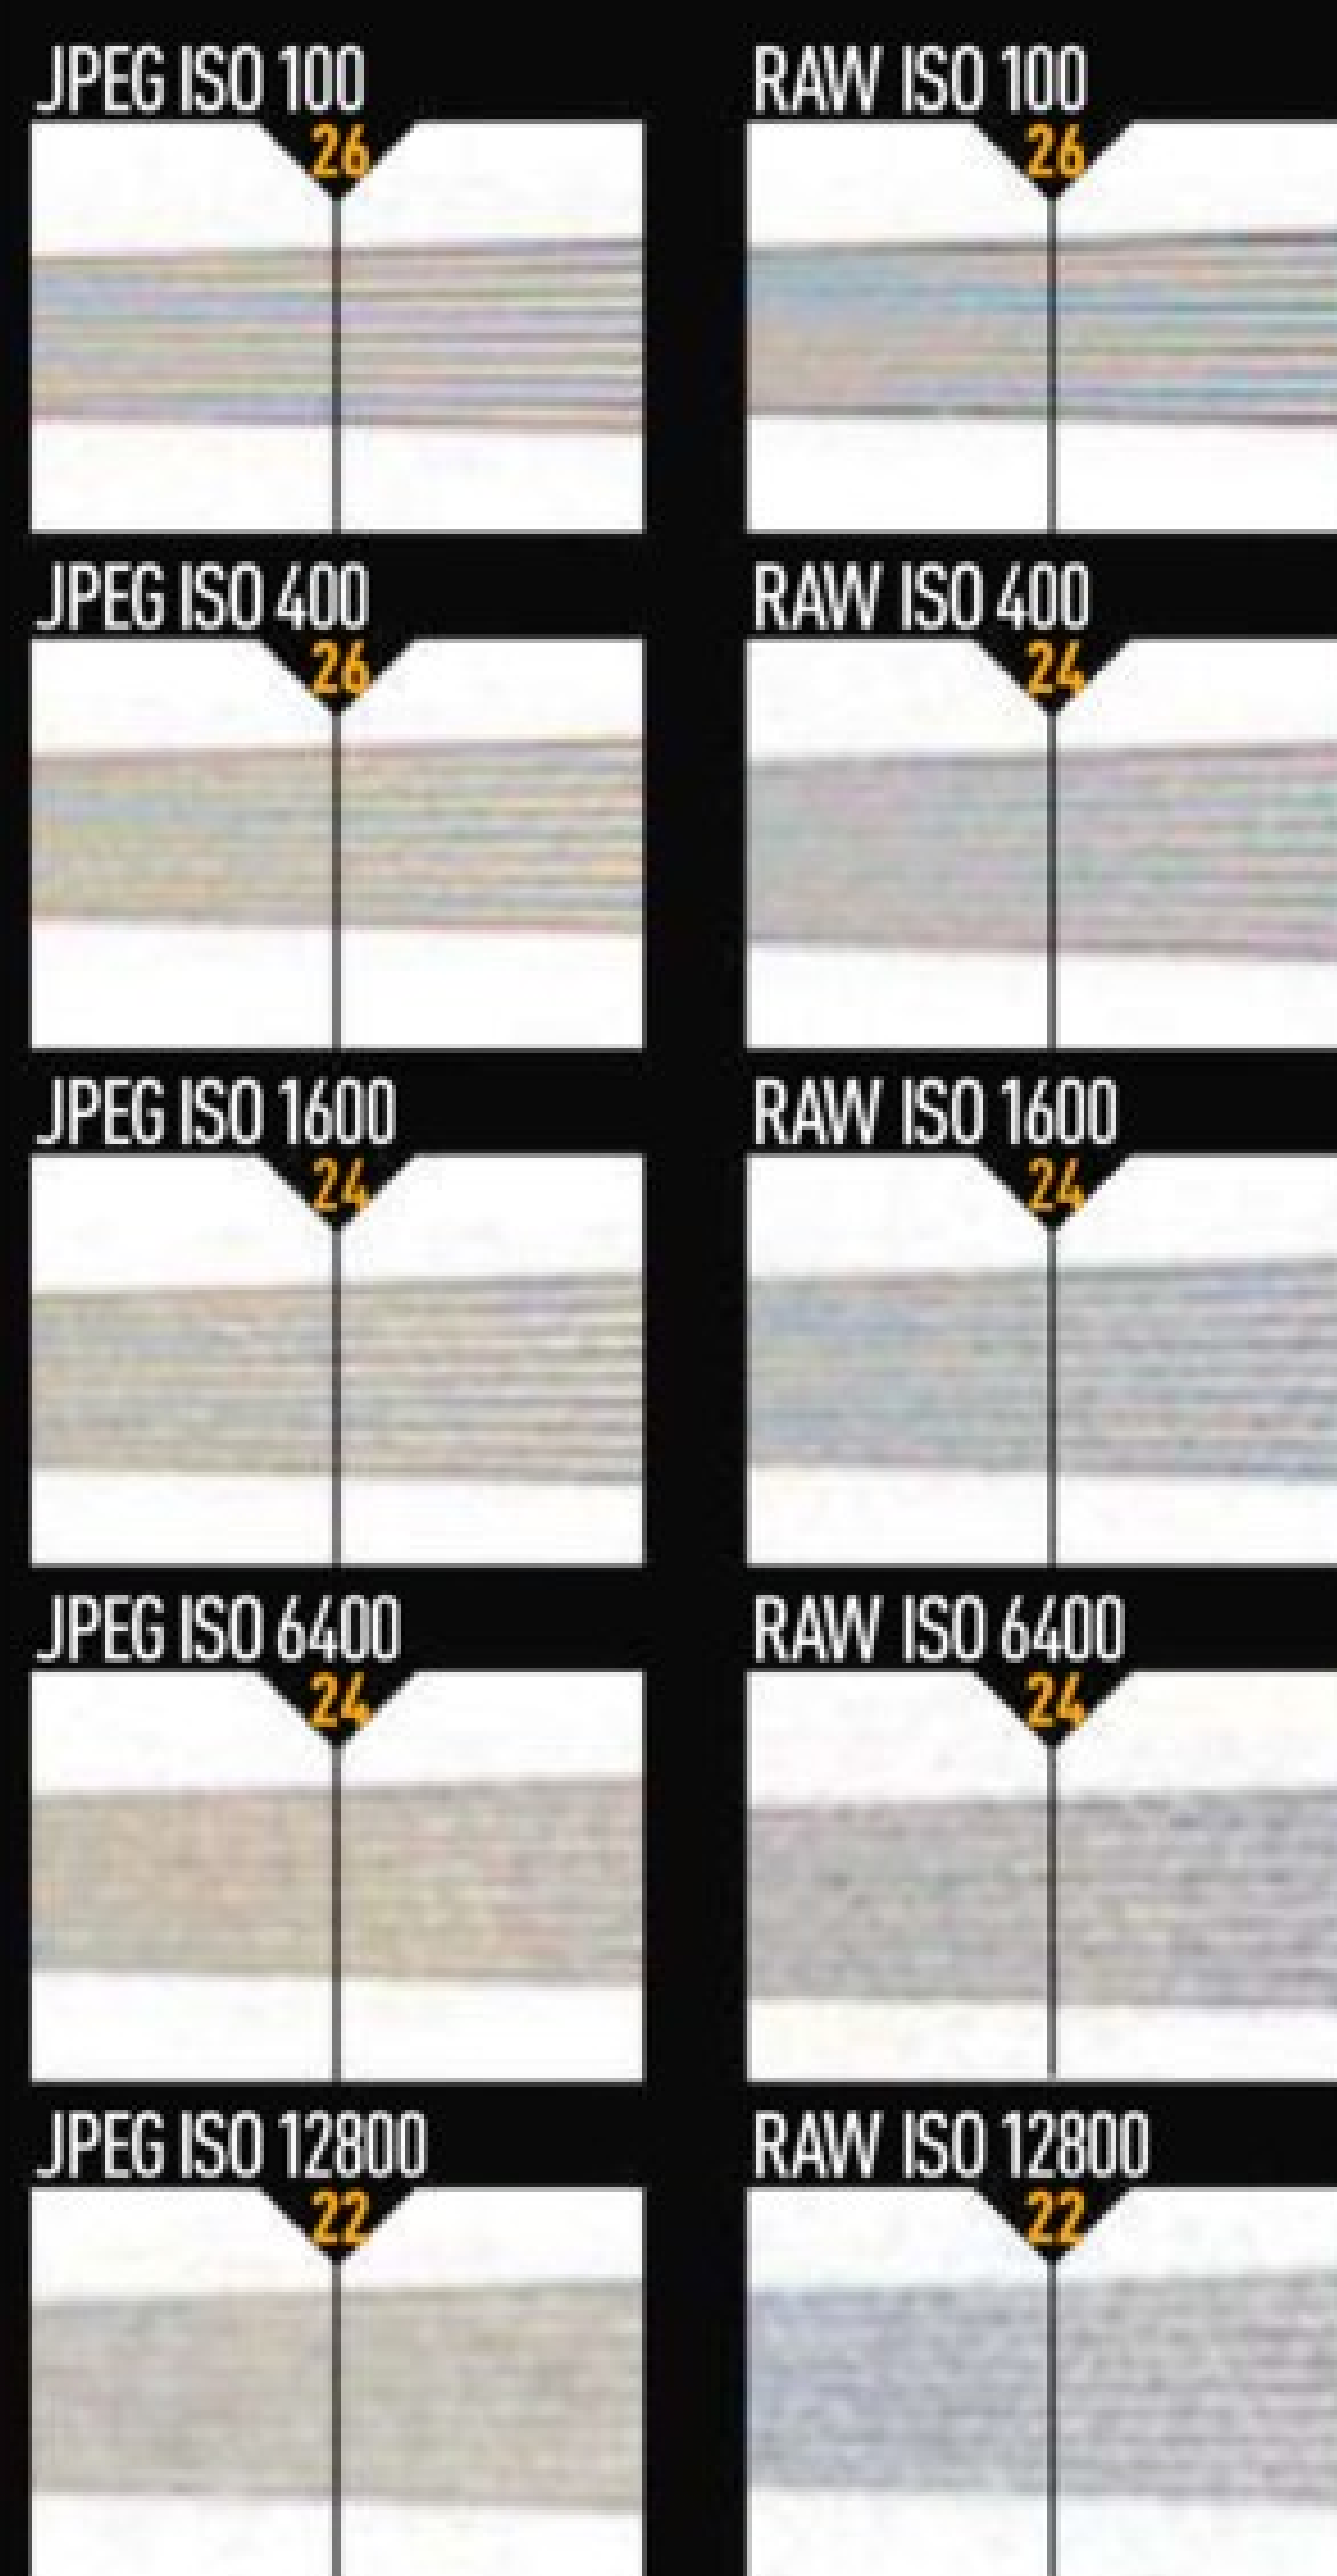 JPEG ISO 100 RAW ISO 100
26 26
JPEG ISO 400 RAW ISO 400
26 24
JPEG ISO 1600 RAW ISO 1600
24 24
JPEG ISO 6400 RAW ISO 6400
24 24
JPEG ISO 12800 RAW ISO 12800
22 22